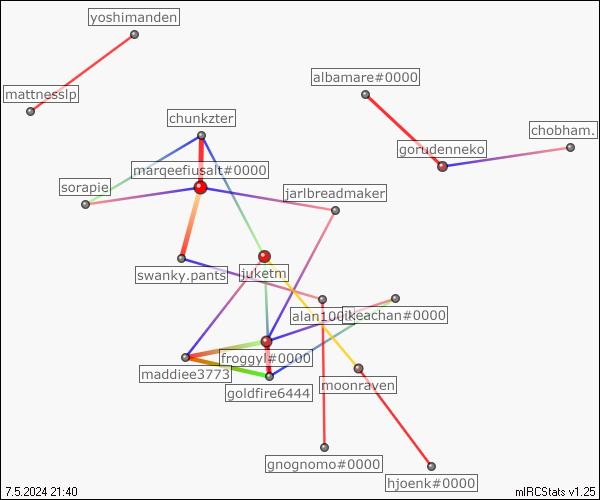 yoshimanden
mattnesslp
albamare#0000
chunkzter
chobham.
gorudenneko
marqeefiusalt#0000
sorapie
jarlbreadmaker
swanky.pants
juketm
ikeachan#0000
froggyl#0000
maddiee3773
moonraven
goldfire6444
gnognomo#0000
hjoenk#0000
7.5.2024 21:40
mIRCStats v1.25